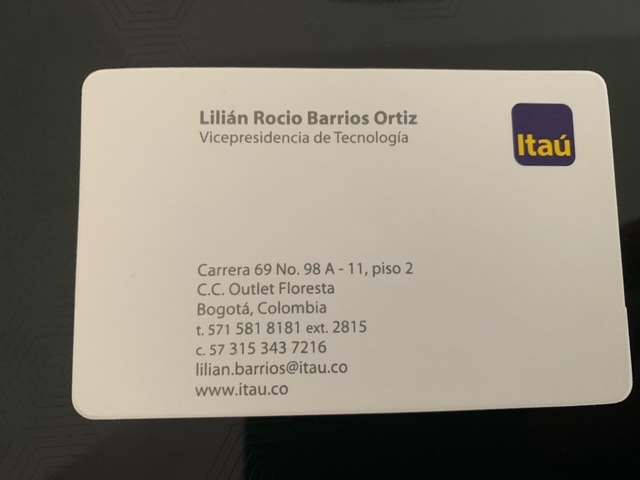 Lilián Rocio Barrios Ortiz
Vicepresidencia de Tecnología
Itaú
Carrera 69 No. 98 A - 11, piso 2
C.C. Outlet Floresta
Bogotá, Colombia
t. 571 581 8181 ext. 2815
c. 57 315 343 7216
lilian.barrios@itau.co
www.itau.co